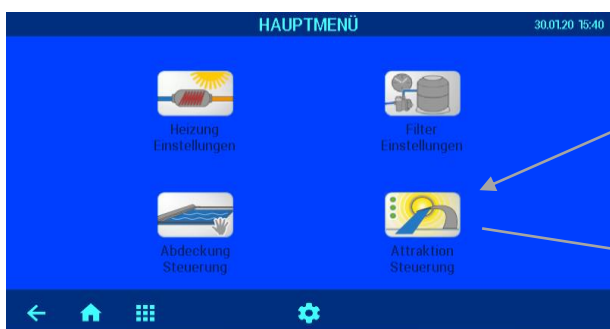 HAUPTMENÜ
30.01.20 15:40
Heizung
Einstellungen
Filter
Einstellungen
Abdeckung
Steuerung
Attraktion
Steuerung